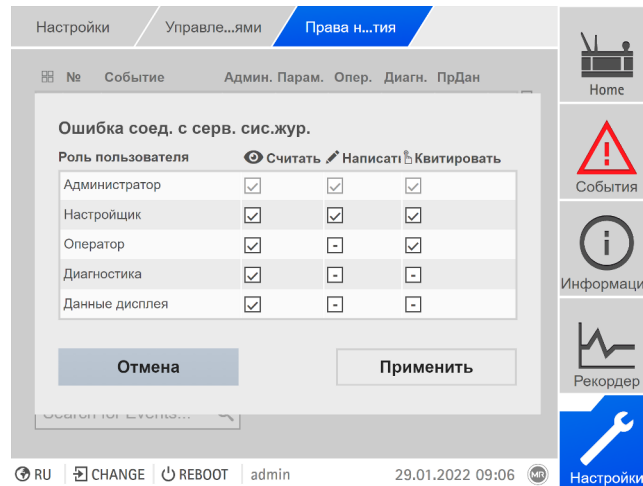 Настройки Управле...ями Права н...тия
№ Событие Админ. Парам. Опер. Диагн. ПрДан
Home
Ошибка соед. с серв. сис.жур.
Роль пользователя Считать Написать Квитировать
Администратор
События
Настройщик
Оператор
Диагностика
Информаци
Данные дисплея
Отмена Применить
Рекордер
Search for Events...
RU CHANGE REBOOT admin 29.01.2022 09:06 MR
Настройки